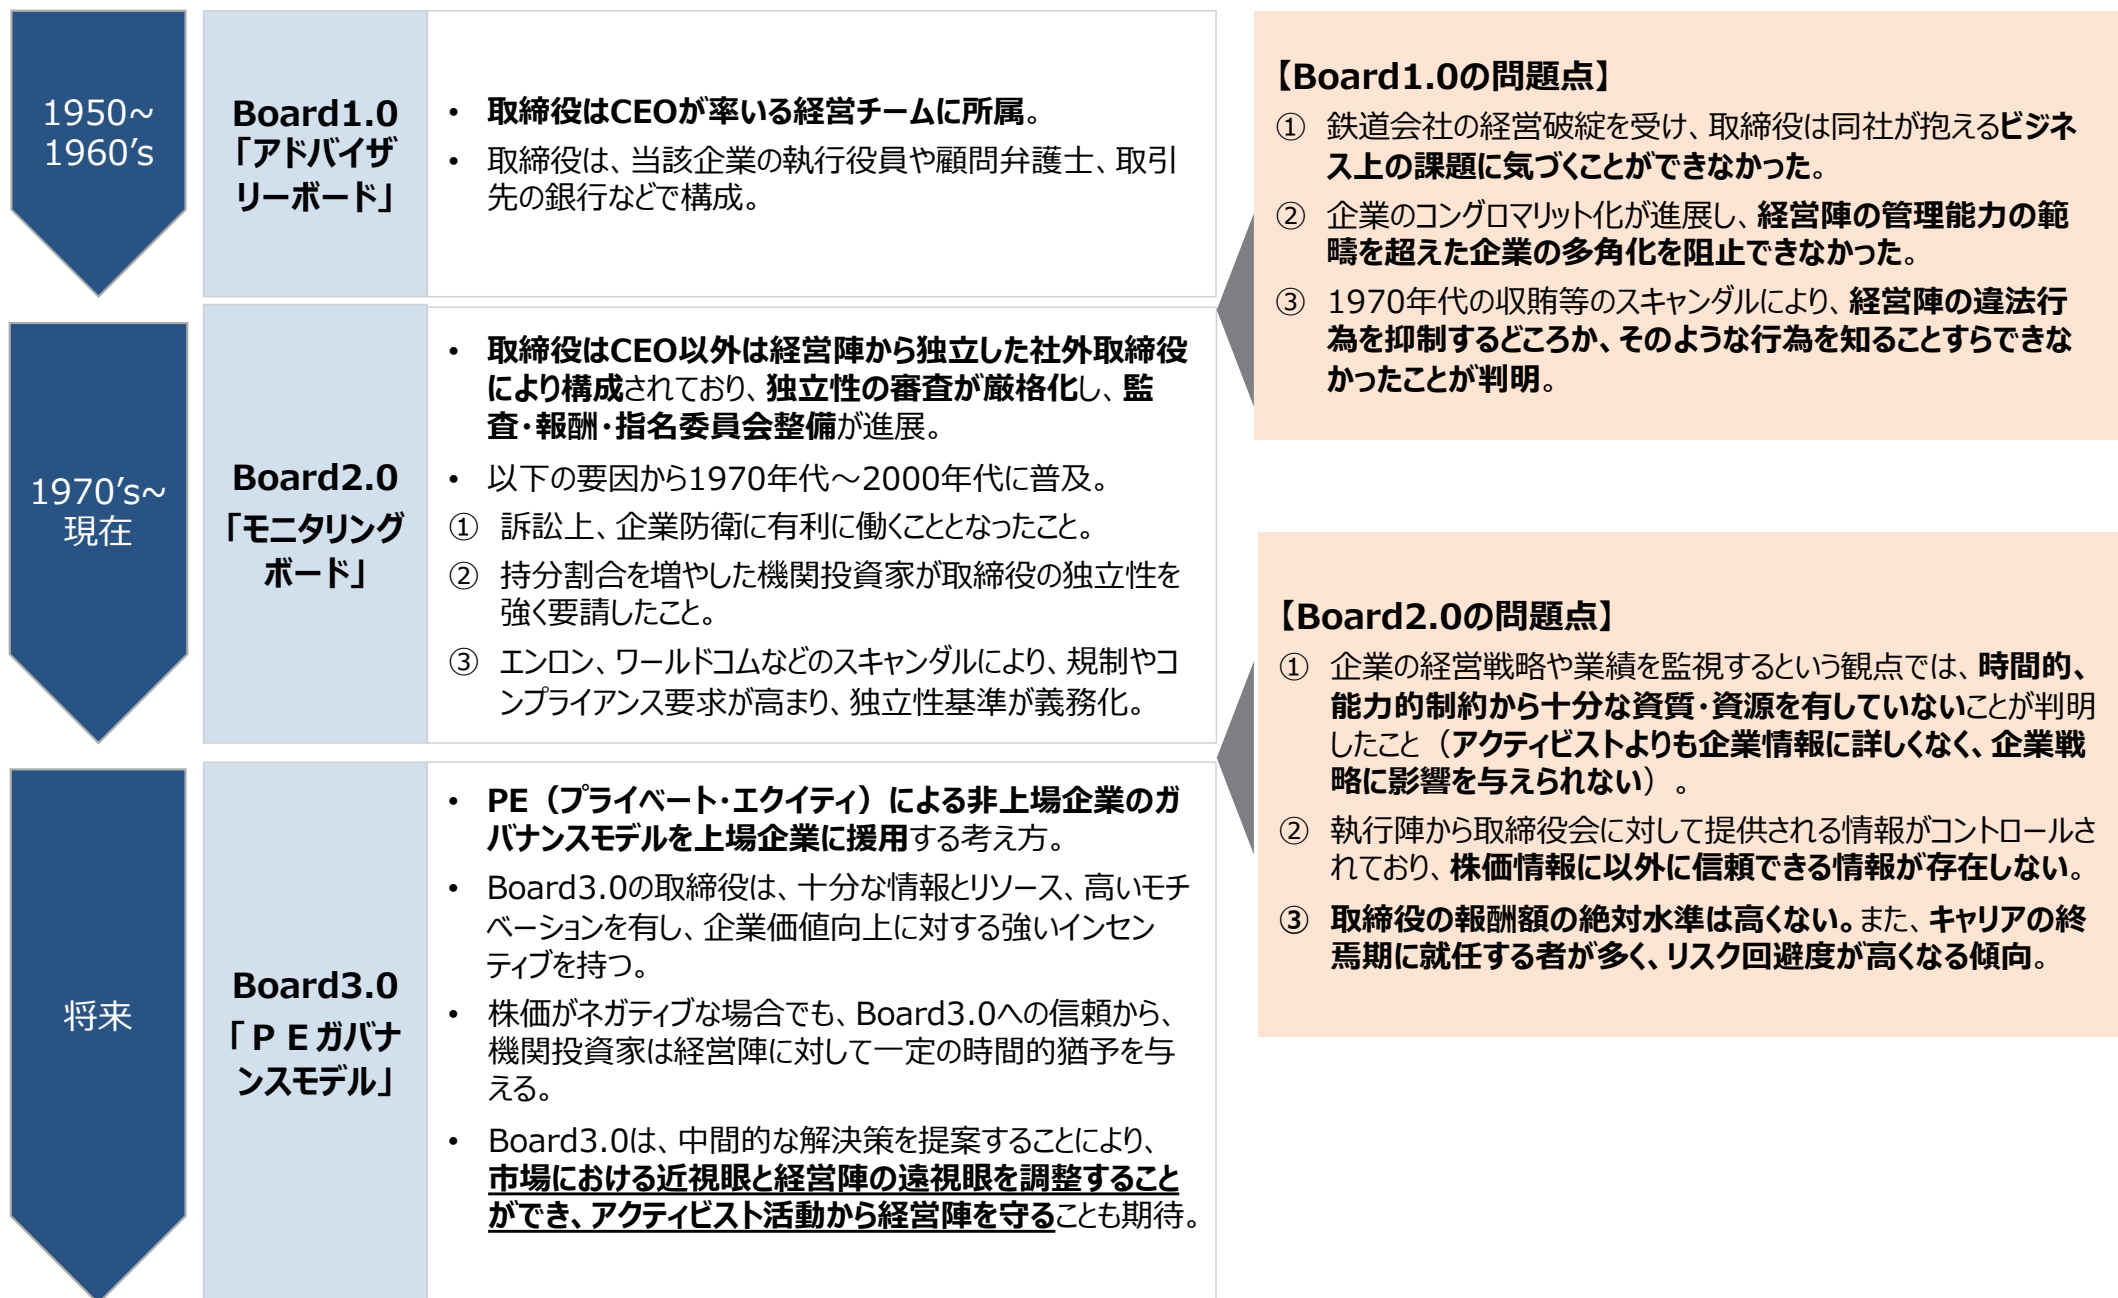 1950~
1960’s
Board1.0
「アドバイザ
リーボード」
• 取締役はCEOが率いる経営チームに所属。
• 取締役は、当該企業の執行役員や顧問弁護士、取引
先の銀行などで構成。
【Board1.0の問題点】
① 鉄道会社の経営破綻を受け、取締役は同社が抱えるビジネ
ス上の課題に気づくことができなかった。
② 企業のコングロマリット化が進展し、経営陣の管理能力の範
疇を超えた企業の多角化を阻止できなかった。
③ 1970年代の収賄等のスキャンダルにより、経営陣の違法行
為を抑制するどころか、そのような行為を知ることすらできな
かったことが判明。
1970’s~
現在
Board2.0
「モニタリング
ボード」
• 取締役はCEO以外は経営陣から独立した社外取締役
により構成されており、独立性の審査が厳格化し、監
査・報酬・指名委員会整備が進展。
• 以下の要因から1970年代～2000年代に普及。
① 訴訟上、企業防衛に有利に働くこととなったこと。
② 持分割合を増やした機関投資家が取締役の独立性を
強く要請したこと。
③ エンロン、ワールドコムなどのスキャンダルにより、規制やコ
ンプライアンス要求が高まり、独立性基準が義務化。
【Board2.0の問題点】
① 企業の経営戦略や業績を監視するという観点では、時間的、
能力的制約から十分な資質・資源を有していないことが判明
したこと（アクティビストよりも企業情報に詳しくなく、企業戦
略に影響を与えられない）。
② 執行陣から取締役会に対して提供される情報がコントロールさ
れており、株価情報に以外に信頼できる情報が存在しない。
③ 取締役の報酬額の絶対水準は高くない。また、キャリアの終
焉期に就任する者が多く、リスク回避度が高くなる傾向。
将来
Board3.0
「ＰＥガバナ
ンスモデル」
• PE（プライベート・エクイティ）による非上場企業のガ
バナンスモデルを上場企業に援用する考え方。
• Board3.0の取締役は、十分な情報とリソース、高いモチ
ベーションを有し、企業価値向上に対する強いインセン
ティブを持つ。
• 株価がネガティブな場合でも、Board3.0への信頼から、
機関投資家は経営陣に対して一定の時間的猶予を与
える。
• Board3.0は、中間的な解決策を提案することにより、
市場における近視眼と経営陣の遠視眼を調整すること
ができ、アクティビスト活動から経営陣を守ることも期待。